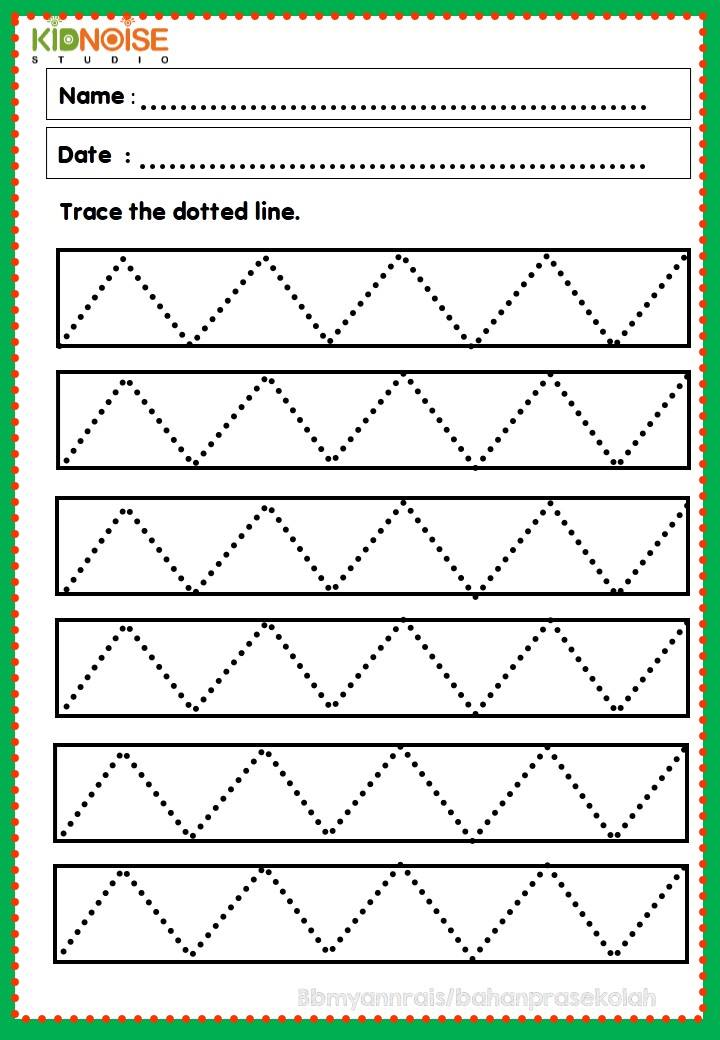 KIDNOISE
STUDIO
Name : ....................................................
Date : ....................................................
Trace the dotted line.
Bbmyannrais/bahanprasekolah